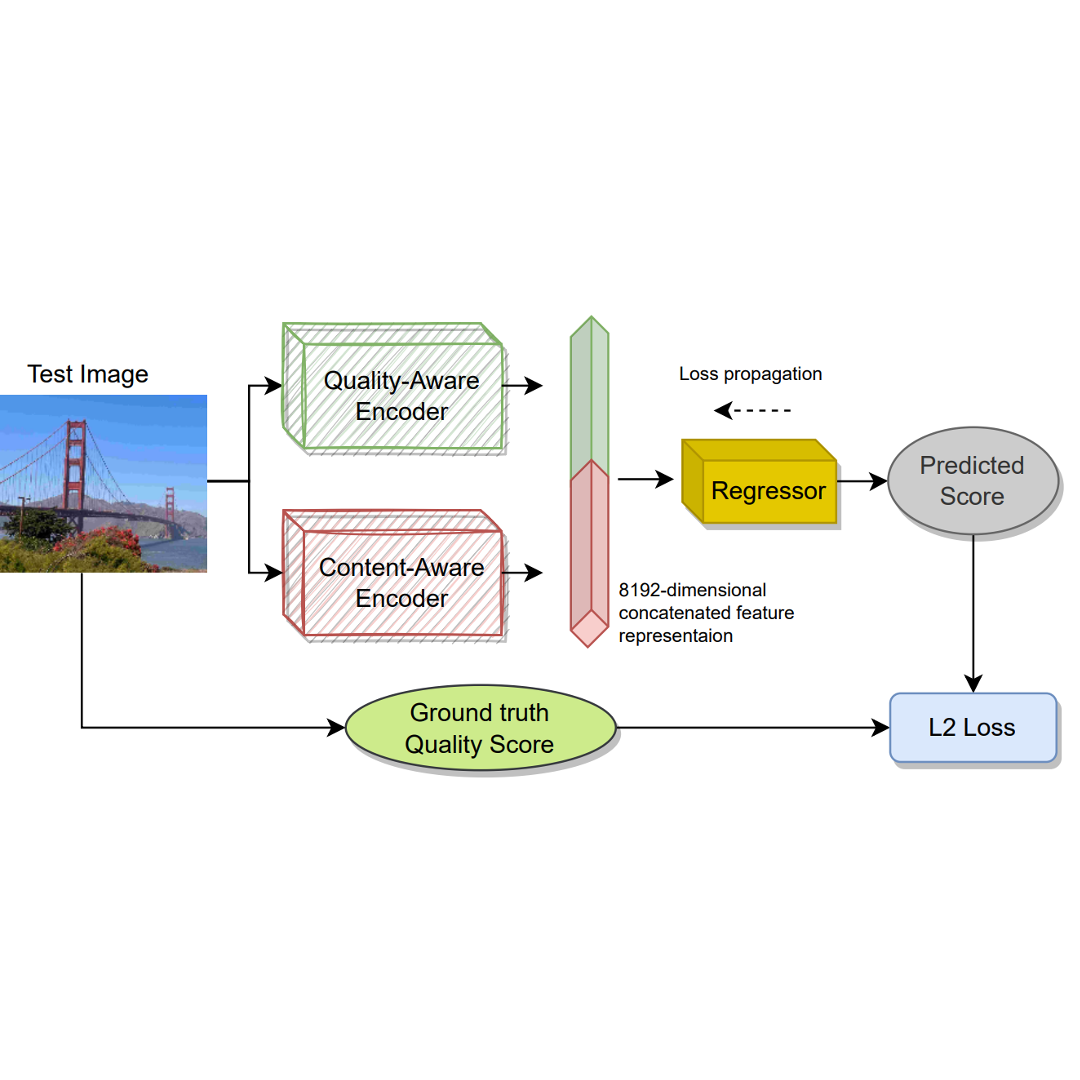 Test Image
Quality-Aware
Encoder
Content-Aware
Encoder
Loss propagation
Regressor
Predicted
Score
8192-dimensional
concatenated feature
representaion
Ground truth
Quality Score
L2 Loss